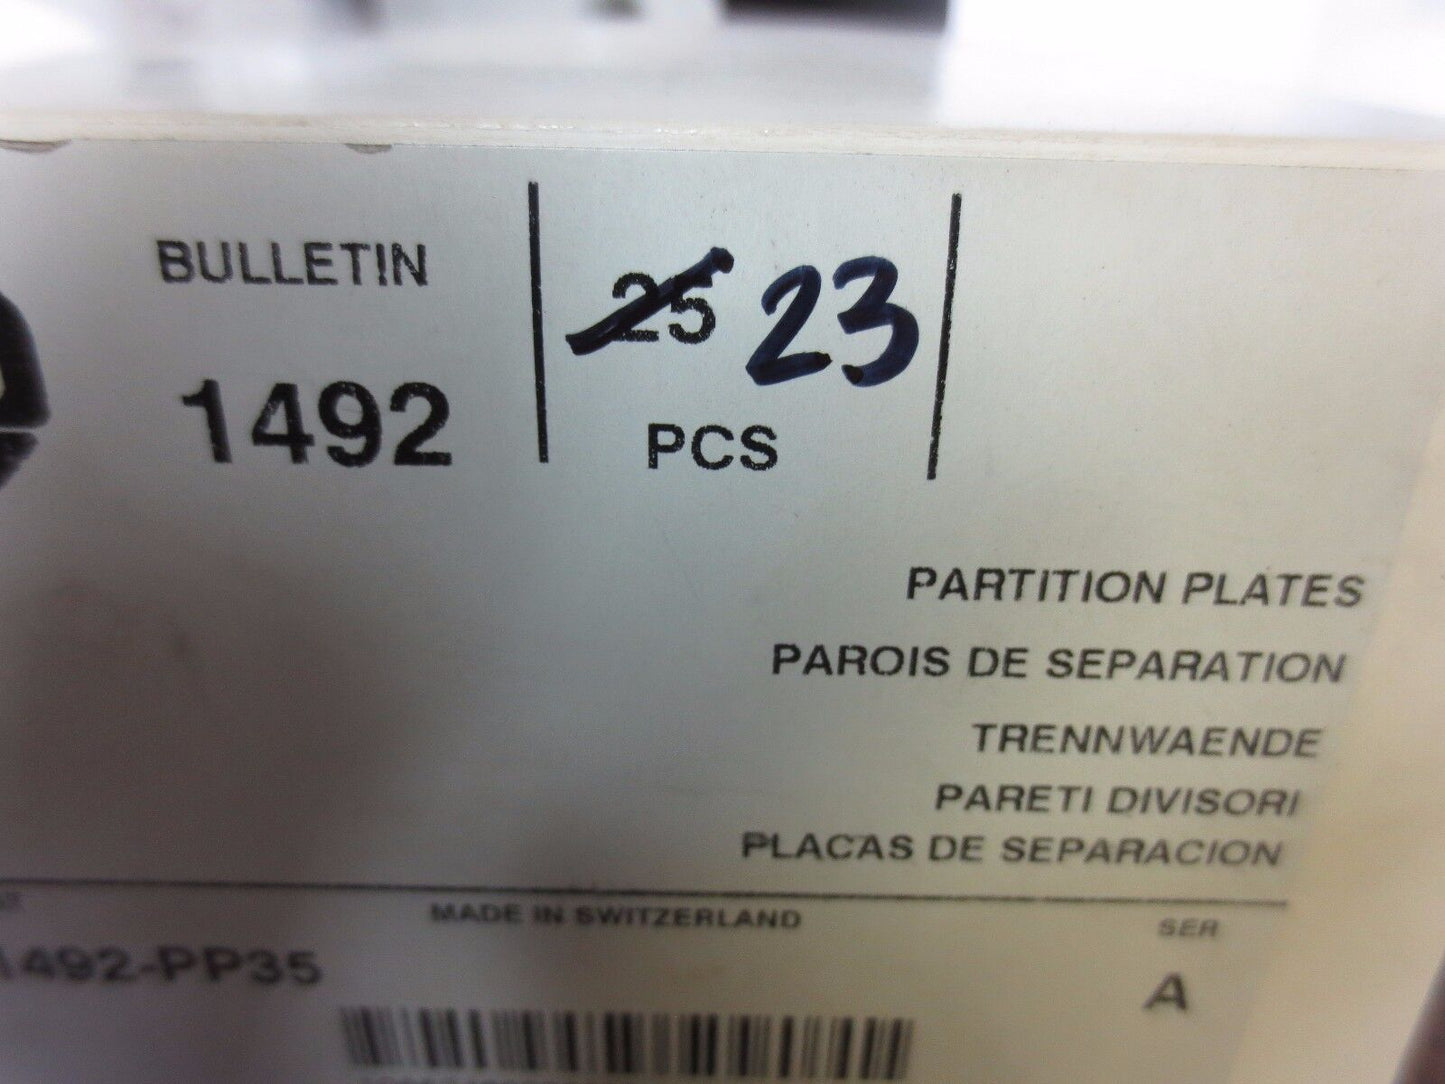 BULLETIN
1492
25 23
PCS
PARTITION PLATES
PAROIS DE SEPARATION
TRENNWAENDE
PARETI DIVISORI
PLACAS DE SEPARACION
MADE IN SWITZERLAND
SER
1492-PP35
A